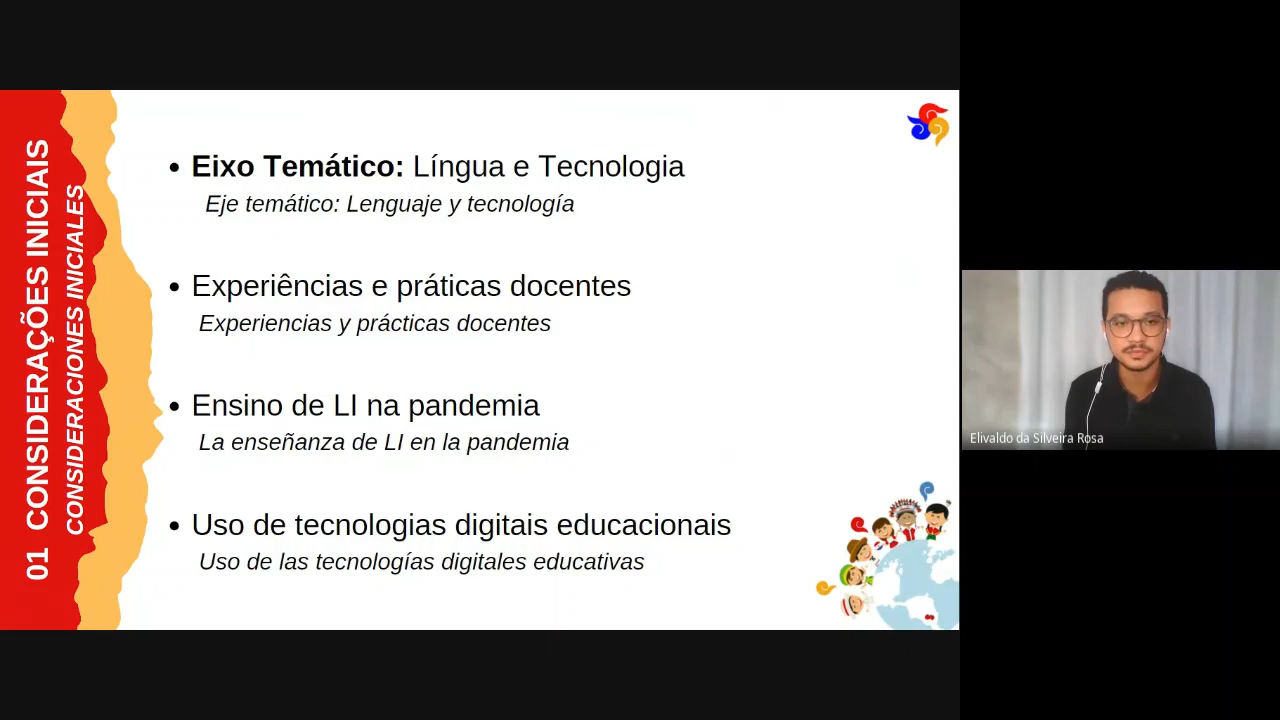 01 CONSIDERAÇÕES INICIAIS
CONSIDERACIONES INICIALES
• Eixo Temático: Língua e Tecnologia
Eje temático: Lenguaje y tecnología
• Experiências e práticas docentes
Experiencias y prácticas docentes
• Ensino de LI na pandemia
La enseñanza de LI en la pandemia
• Uso de tecnologias digitais educacionais
Uso de las tecnologías digitales educativas
Elivaldo da Silveira Rosa